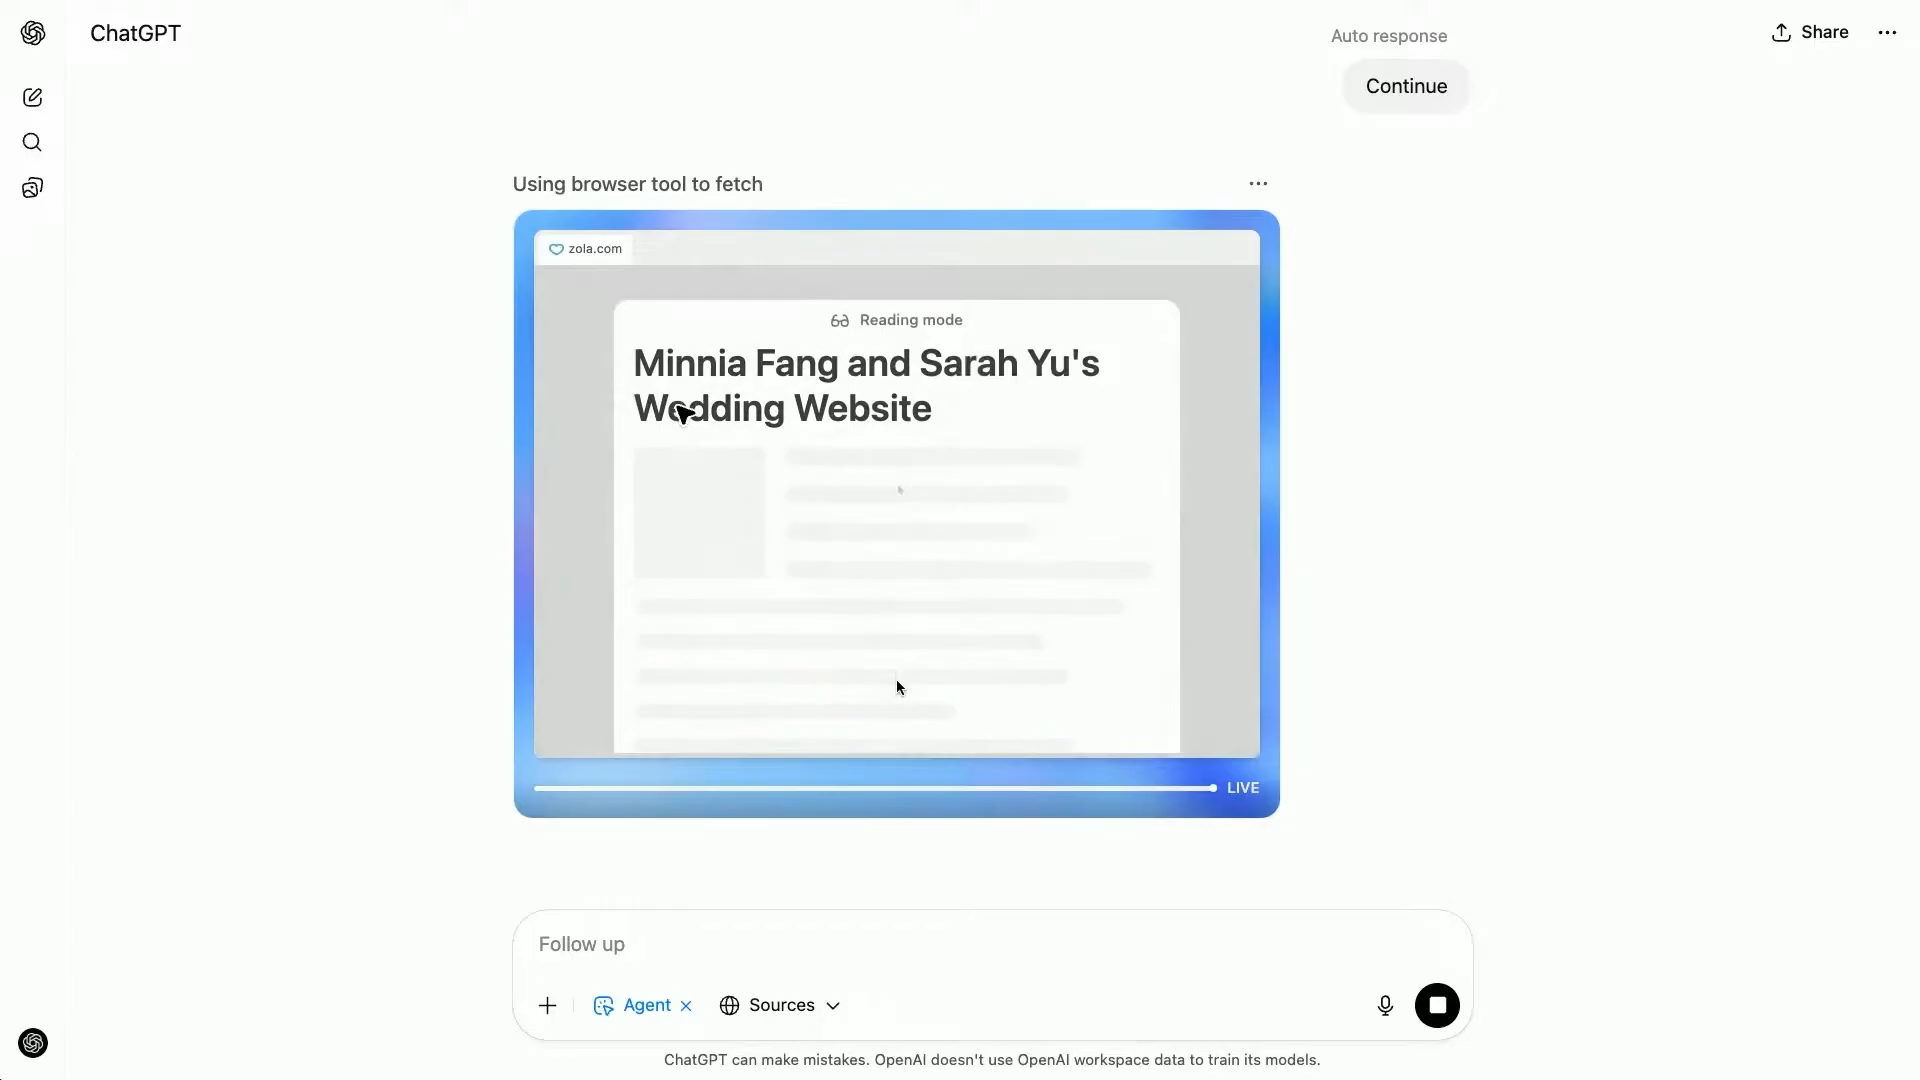 ChatGPT
Auto response
Share
Continue
Using browser tool to fetch
zola.com
Reading mode
Minnia Fang and Sarah Yu's
Wedding Website
LIVE
Follow up
Agent
Sources
ChatGPT can make mistakes. OpenAI doesn't use OpenAI workspace data to train its models.